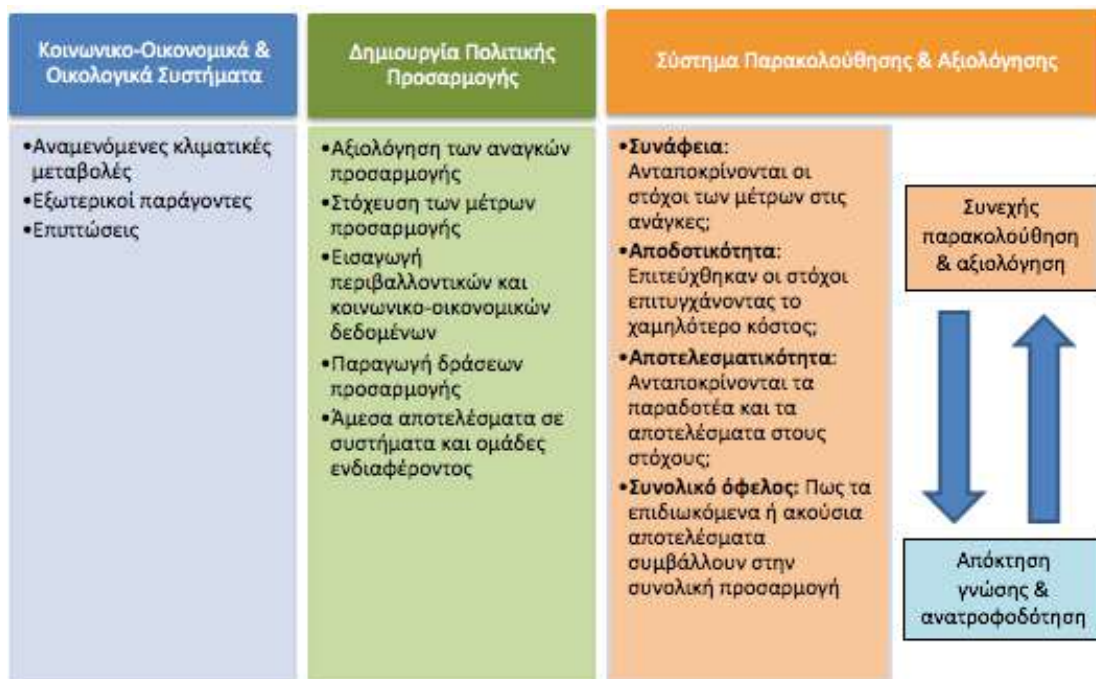 Κοινωνικο-Οικονομικά &
Οικολογικά Συστήματα
•Αναμενόμενες κλιματικές
μεταβολές
•Εξωτερικοί παράγοντες
•Επιπτώσεις
Δημιουργία Πολιτικής
Προσαρμογής
•Αξιολόγηση των αναγκών
προσαρμογής
•Στόχευση των μέτρων
προσαρμογής
•Εισαγωγή
περιβαλλοντικών και
κοινωνικο-οικονομικών
δεδομένων
•Παραγωγή δράσεων
προσαρμογής
•Άμεσα αποτελέσματα σε
συστήματα και ομάδες
ενδιαφέροντος
Σύστημα Παρακολούθησης & Αξιολόγησης
•Συνάφεια:
Ανταποκρίνονται οι
στόχοι των μέτρων στις
ανάγκες;
•Αποδοτικότητα:
Επιτεύχθηκαν οι στόχοι
επιτυγχάνοντας το
χαμηλότερο κόστος;
•Αποτελεσματικότητα:
Ανταποκρίνονται τα
παραδοτέα και τα
αποτελέσματα στους
στόχους;
•Συνολικό όφελος: Πως τα
επιδιωκόμενα ή ακούσια
αποτελέσματα
συμβάλλουν στην
συνολική προσαρμογή
Συνεχής
παρακολούθηση
& αξιολόγηση
Απόκτηση
γνώσης &
ανατροφοδότηση